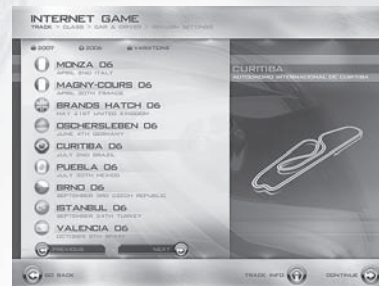 INTERNET GAME
TRACK > CLASS > CAR & DRIVER > REVIEW SETTINGS
2007 2006 VARIATIONS
MONZA 06
APRIL 2ND ITALY
MAGNY-COURS 06
APRIL 30TH FRANCE
BRANDS HATCH 06
MAY 21ST UNITED KINGDOM
OSCHERSLEBEN 06
JUNE 4TH GERMANY
CURITIBA 06
JULY 2ND BRAZIL
PUEBLA 06
JULY 30TH MEXICO
BRNO 06
SEPTEMBER 3RD CZECH REPUBLIC
ISTANBUL 06
SEPTEMBER 24TH TURKEY
VALENCIA 06
OCTOBER 8TH SPAIN
PREVIOUS NEXT
CURITIBA
AUTODROMO INTERNACIONAL DE CURITIBA
GO BACK TRACK INFO CONTINUE